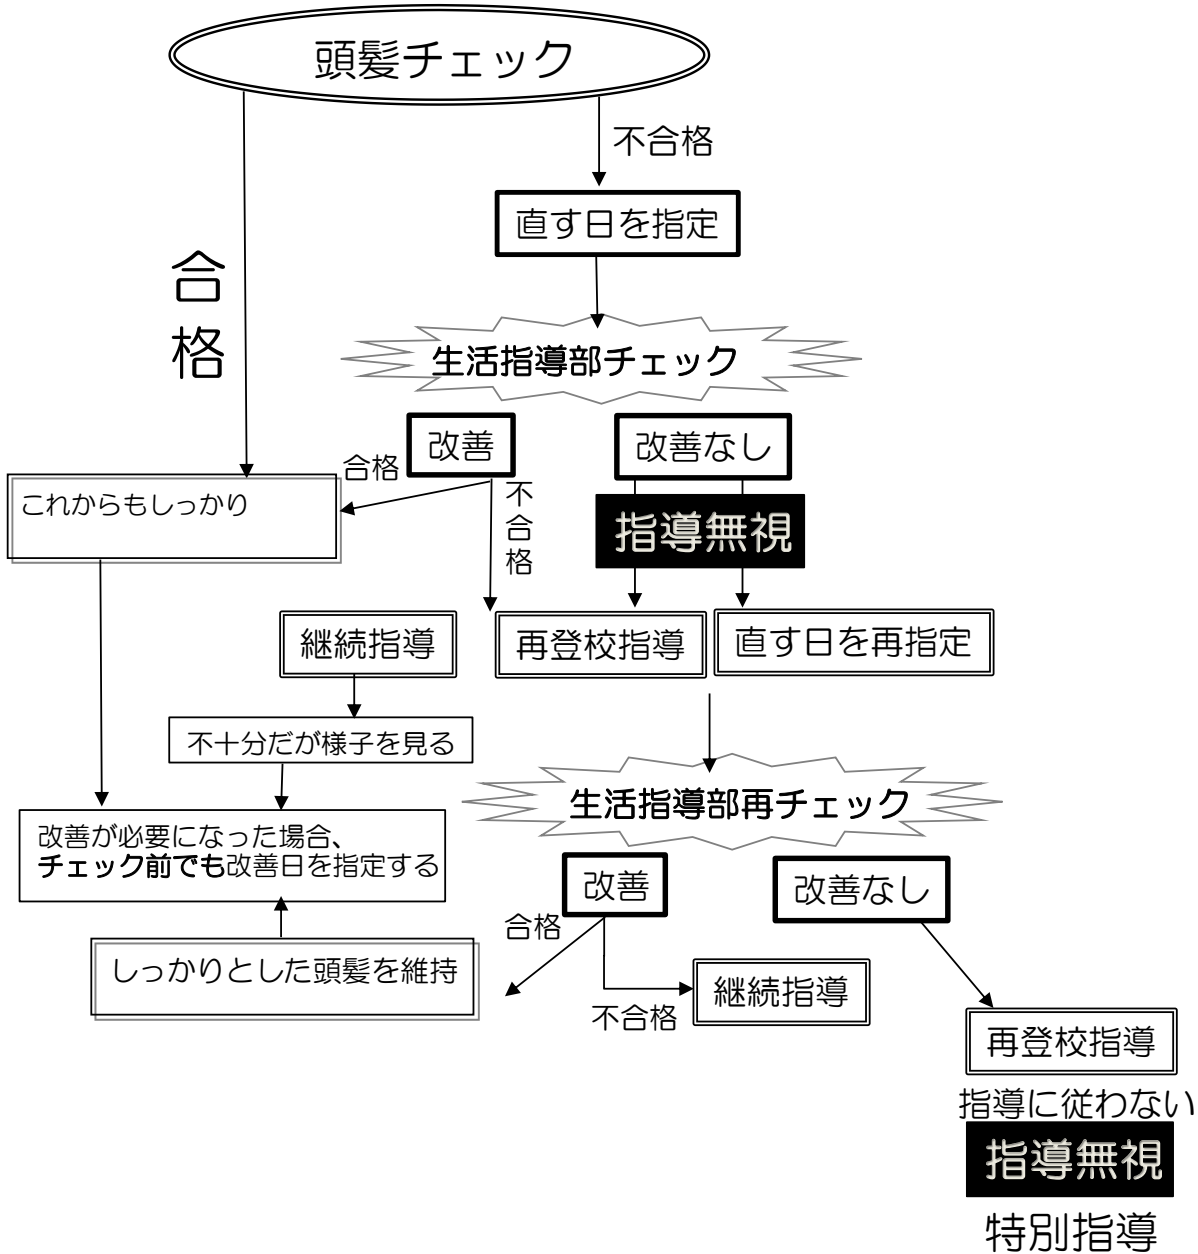 頭髪チェック
不合格
直す日を指定
合格
生活指導部チェック
改善
改善なし
合格
不合格
これからもしっかり
指導無視
継続指導
再登校指導
直す日を再指定
不十分だが様子を見る
生活指導部再チェック
改善が必要になった場合、
チェック前でも改善日を指定する
改善
改善なし
合格
しっかりとした頭髪を維持
継続指導
不合格
再登校指導
指導に従わない
指導無視
特別指導